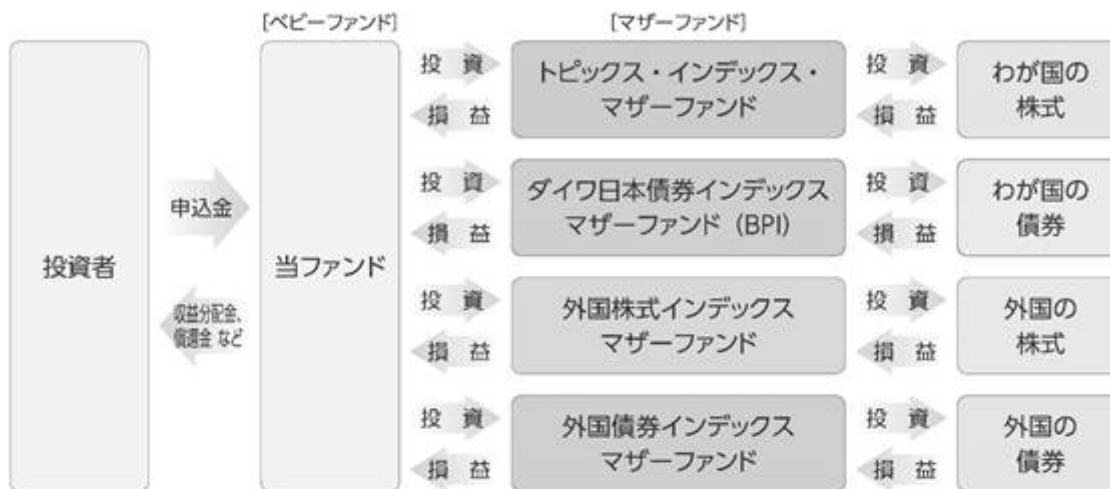 [ベビーファンド]
[マザーファンド]
投資者
申込金
収益分配金、
償還金 など
当ファンド
投 資
損 益
トピックス・インデックス・
マザーファンド
投 資
損 益
わが国の
株式
投 資
損 益
ダイワ日本債券インデックス
マザーファンド（BPI）
投 資
損 益
わが国の
債券
投 資
損 益
外国株式インデックス
マザーファンド
投 資
損 益
外国の
株式
投 資
損 益
外国債券インデックス
マザーファンド
投 資
損 益
外国の
債券